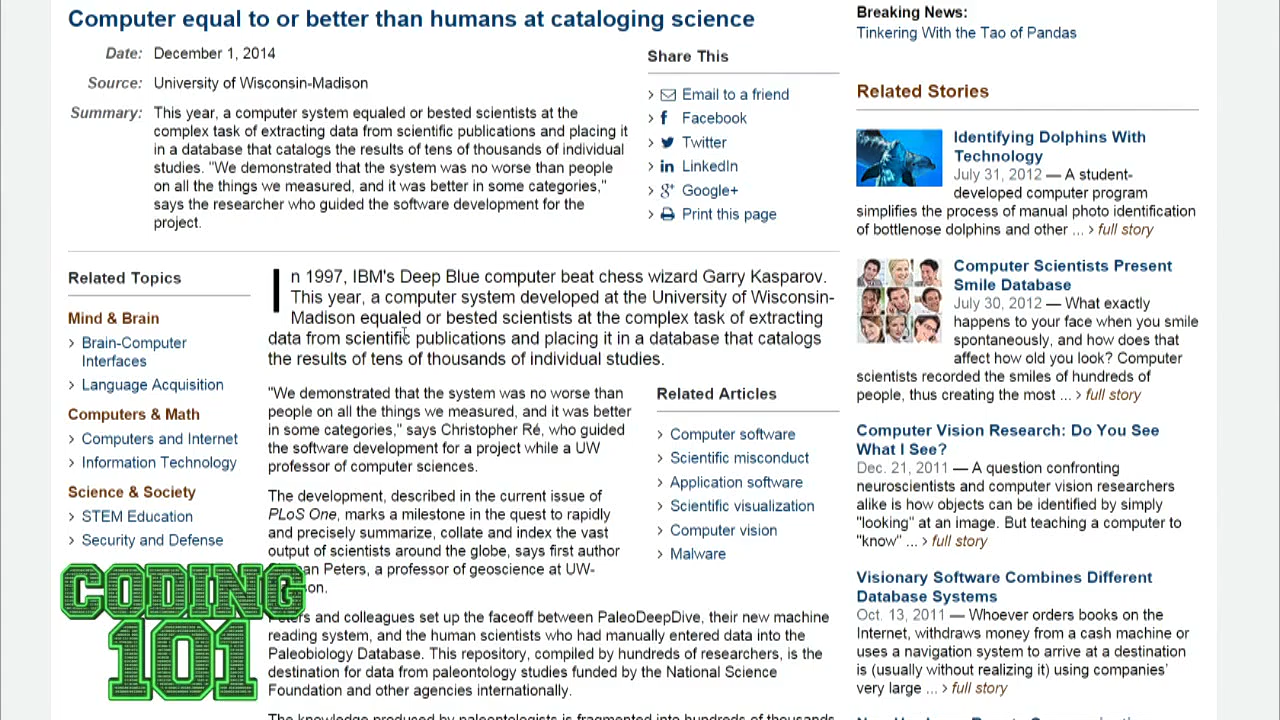 Computer equal to or better than humans at cataloging science
Date: December 1, 2014
Source: University of Wisconsin-Madison
Summary: This year, a computer system equaled or bested scientists at the
complex task of extracting data from scientific publications and placing it
in a database that catalogs the results of tens of thousands of individual
studies. "We demonstrated that the system was no worse than people
on all the things we measured, and it was better in some categories,"
says the researcher who guided the software development for the
project.
Share This
Email to a friend
Facebook
Twitter
LinkedIn
Google+
Print this page
Related Topics
Mind & Brain
Brain-Computer
Interfaces
Language Acquisition
Computers & Math
Computers and Internet
Information Technology
Science & Society
STEM Education
Security and Defense
In 1997, IBM's Deep Blue computer beat chess wizard Garry Kasparov.
This year, a computer system developed at the University of Wisconsin-
Madison equaled or bested scientists at the complex task of extracting
data from scientific publications and placing it in a database that catalogs
the results of tens of thousands of individual studies.
"We demonstrated that the system was no worse than
people on all the things we measured, and it was better
in some categories," says Christopher Ré, who guided
the software development for a project while a UW
professor of computer sciences.
The development, described in the current issue of
PLoS One, marks a milestone in the quest to rapidly
and precisely summarize, collate and index the vast
output of scientists around the globe, says first author
an Peters, a professor of geoscience at UW-
on.
Related Articles
Computer software
Scientific misconduct
Application software
Scientific visualization
Computer vision
Malware
Peters and colleagues set up the faceoff between PaleoDeepDive, their new machine
reading system, and the human scientists who had manually entered data into the
Paleobiology Database. This repository, compiled by hundreds of researchers, is the
destination for data from paleontology studies funded by the National Science
Foundation and other agencies internationally.
The knowledge produced by paleontologists is fragmented into hundreds of thousands
CODING
101
Breaking News:
Tinkering With the Tao of Pandas
Related Stories
Identifying Dolphins With
Technology
July 31, 2012 — A student-
developed computer program
simplifies the process of manual photo identification
of bottlenose dolphins and other ... › full story
Computer Scientists Present
Smile Database
July 30, 2012 — What exactly
happens to your face when you smile
spontaneously, and how does that
affect how old you look? Computer
scientists recorded the smiles of hundreds of
people, thus creating the most ... › full story
Computer Vision Research: Do You See
What I See?
Dec. 21, 2011 — A question confronting
neuroscientists and computer vision researchers
alike is how objects can be identified by simply
"looking" at an image. But teaching a computer to
"know" ... › full story
Visionary Software Combines Different
Database Systems
Oct. 13, 2011 — Whoever orders books on the
Internet, withdraws money from a cash machine or
uses a navigation system to arrive at a destination
is (usually without realizing it) using companies'
very large ... › full story